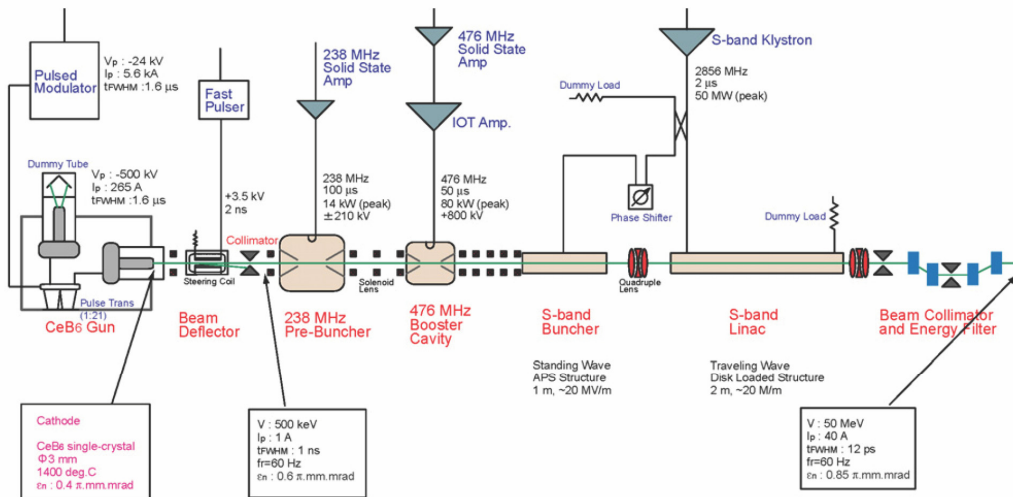 Pulsed
Modulator
Vp : -24 kV
Ip : 5.6 kA
tFWHM :1.6 μs
Fast
Pulser
238 MHz
Solid State
Amp
476 MHz
Solid State
Amp
IOT Amp.
S-band Klystron
2856 MHz
2 μs
50 MW (peak)
Dummy Load
Phase Shifter
Dummy Load
Dummy Tube
Vp : -500 kV
Ip : 265 A
tFWHM :1.6 μs
+3.5 kV
2 ns
238 MHz
100 μs
14 kW (peak)
±210 kV
476 MHz
50 μs
80 kW (peak)
+800 kV
Collimator
Steering Coil
Solenoid
Lens
Quadruple
Lens
Pulse Trans
(1:21)
CeB6 Gun
Beam
Deflector
238 MHz
Pre-Buncher
476 MHz
Booster
Cavity
S-band
Buncher
S-band
Linac
Beam Collimator
and Energy Filter
Standing Wave
APS Structure
1 m, ~20 MV/m
Traveling Wave
Disk Loaded Structure
2 m, ~20 M/m
Cathode
CeB6 single-crystal
Φ3 mm
1400 deg.C
εn : 0.4 π.mm.mrad
V : 500 keV
Ip : 1 A
tFWHM : 1 ns
fr=60 Hz
εn : 0.6 π.mm.mrad
V : 50 MeV
Ip : 40 A
tFWHM : 12 ps
fr=60 Hz
εn : 0.85 π.mm.mrad